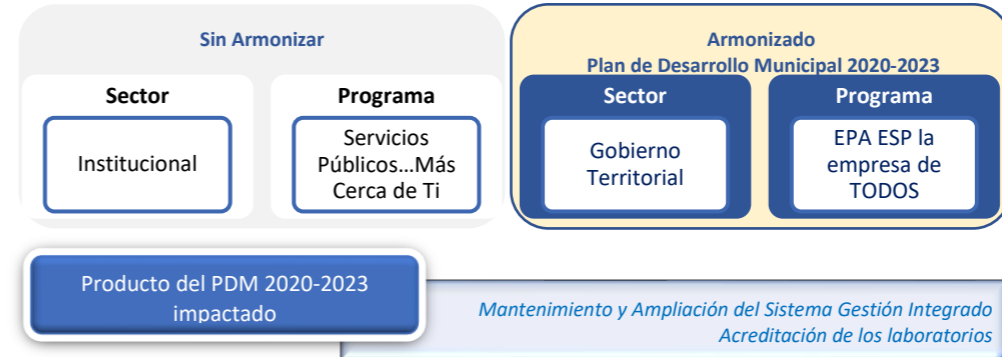 Sin Armonizar
Sector
Programa
Institucional
Servicios
Públicos...Más
Cerca de Ti
Armonizado
Plan de Desarrollo Municipal 2020-2023
Sector
Programa
Gobierno
Territorial
EPA ESP la
empresa de
TODOS
Producto del PDM 2020-2023
impactado
Mantenimiento y Ampliación del Sistema Gestión Integrado
Acreditación de los laboratorios